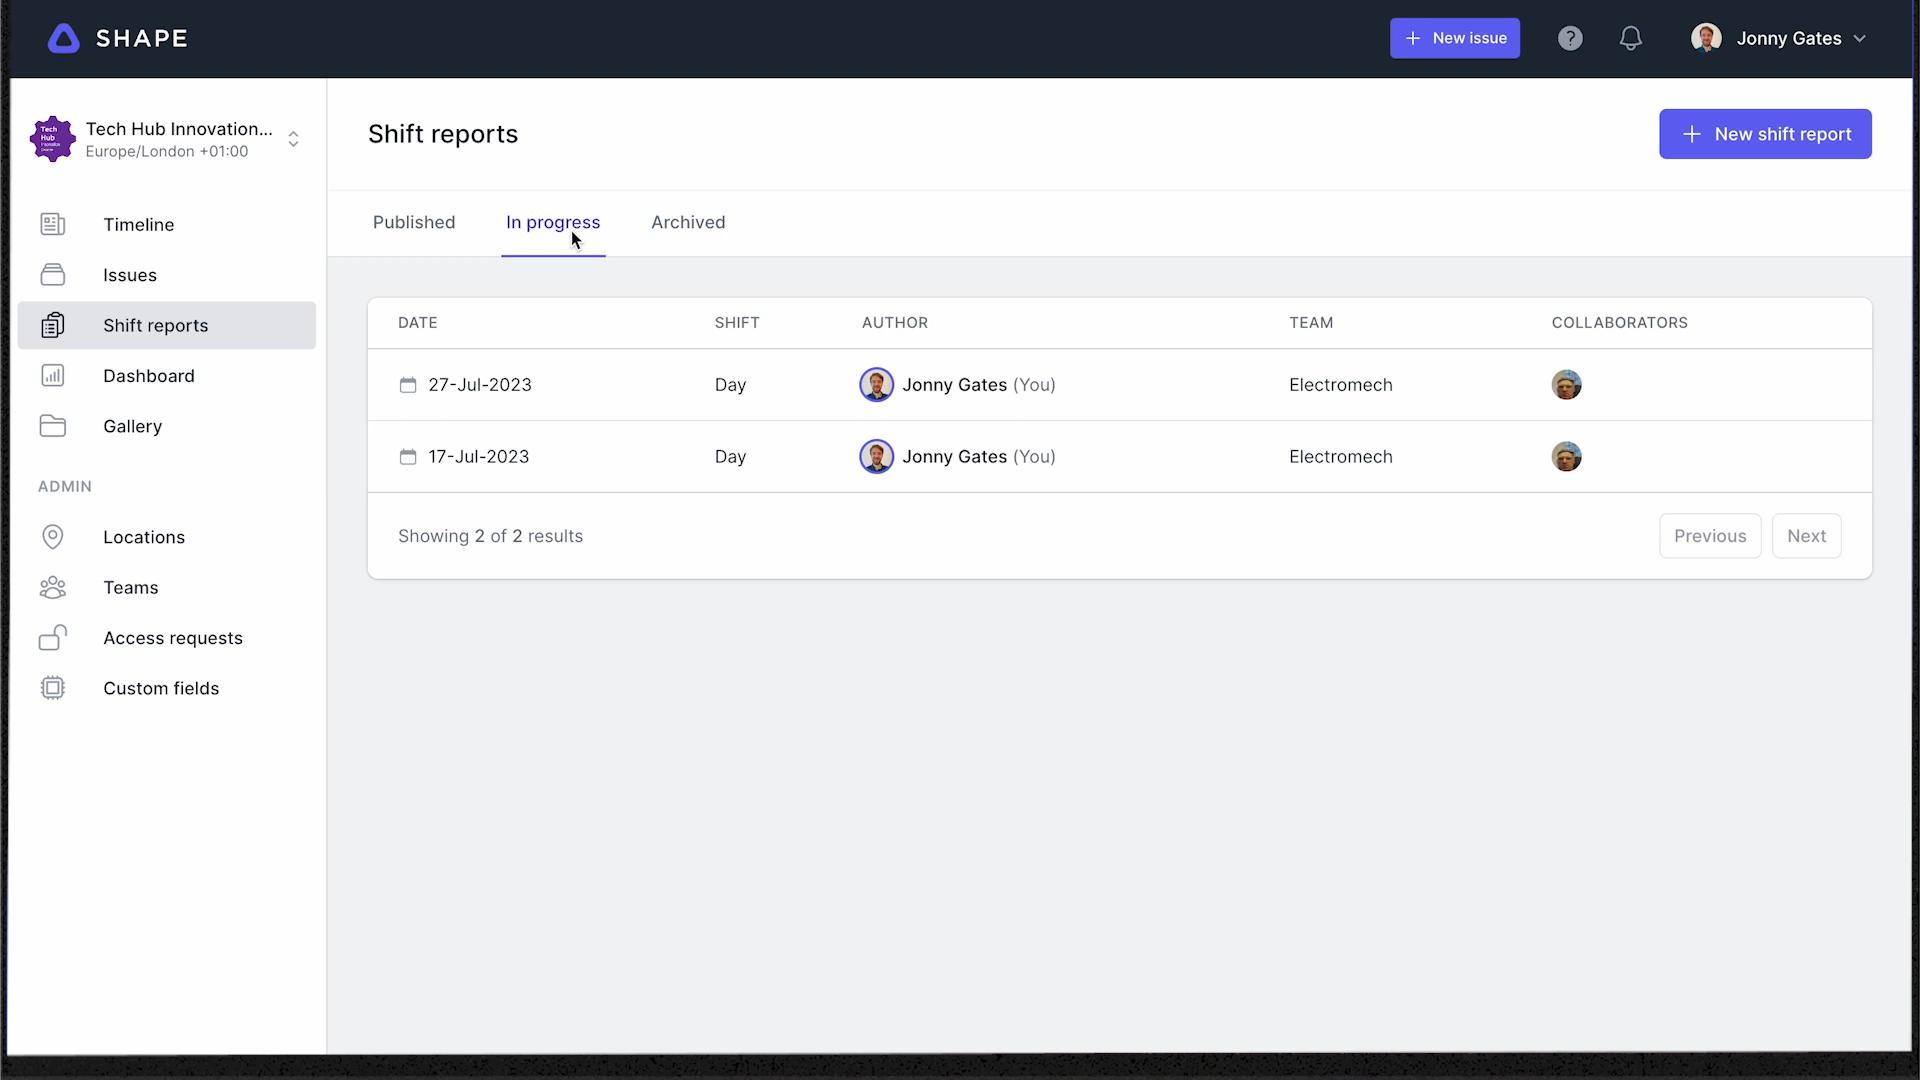 SHAPE
New issue
Jonny Gates
Tech Hub Innovation...
Europe/London +01:00
Tech
Hub
Timeline
Issues
Shift reports
Dashboard
Gallery
ADMIN
Locations
Teams
Access requests
Custom fields
Shift reports
New shift report
Published In progress Archived
DATE SHIFT AUTHOR TEAM COLLABORATORS
27-Jul-2023 Day Jonny Gates (You) Electromech
17-Jul-2023 Day Jonny Gates (You) Electromech
Showing 2 of 2 results
Previous Next